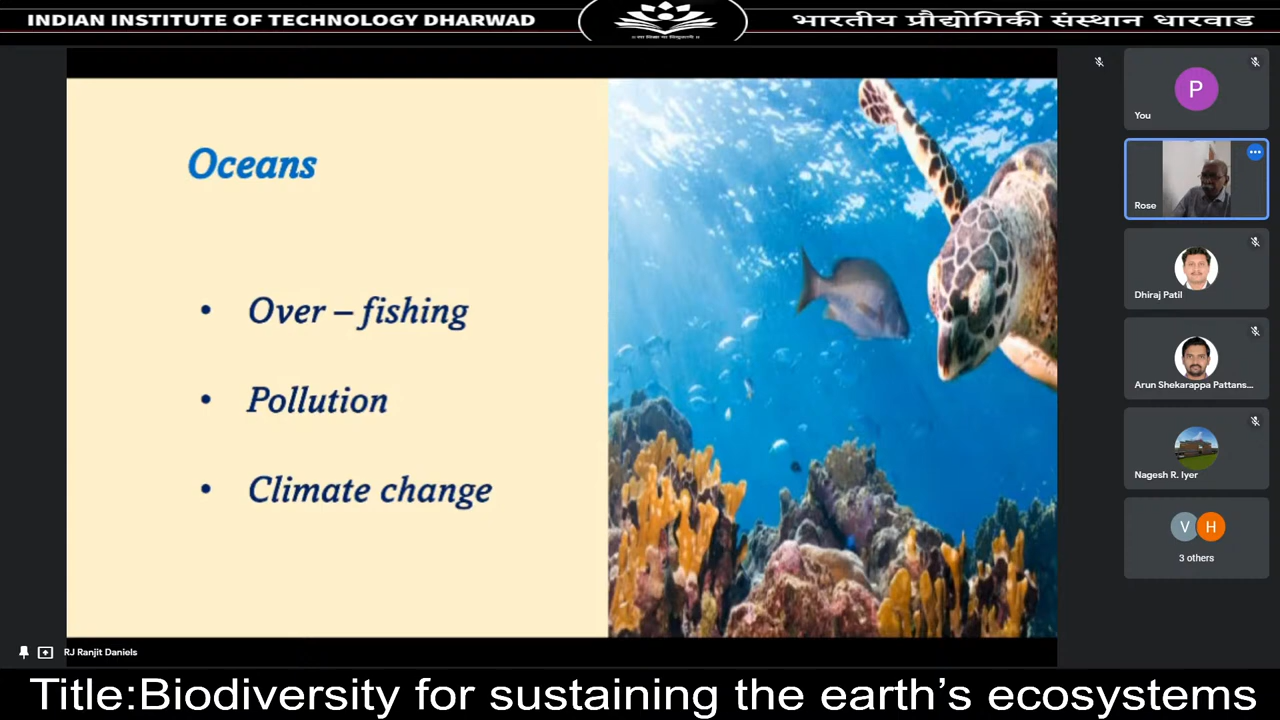 INDIAN INSTITUTE OF TECHNOLOGY DHARWAD
भारतीय प्रौद्योगिकी संस्थान धारवाड
Oceans
• Over – fishing
• Pollution
• Climate change
P
You
Rose
Dhiraj Patil
Arun Shekarappa Pattans...
Nagesh R. Iyer
V H
3 others
RJ Ranjit Daniels
Title:Biodiversity for sustaining the earth’s ecosystems